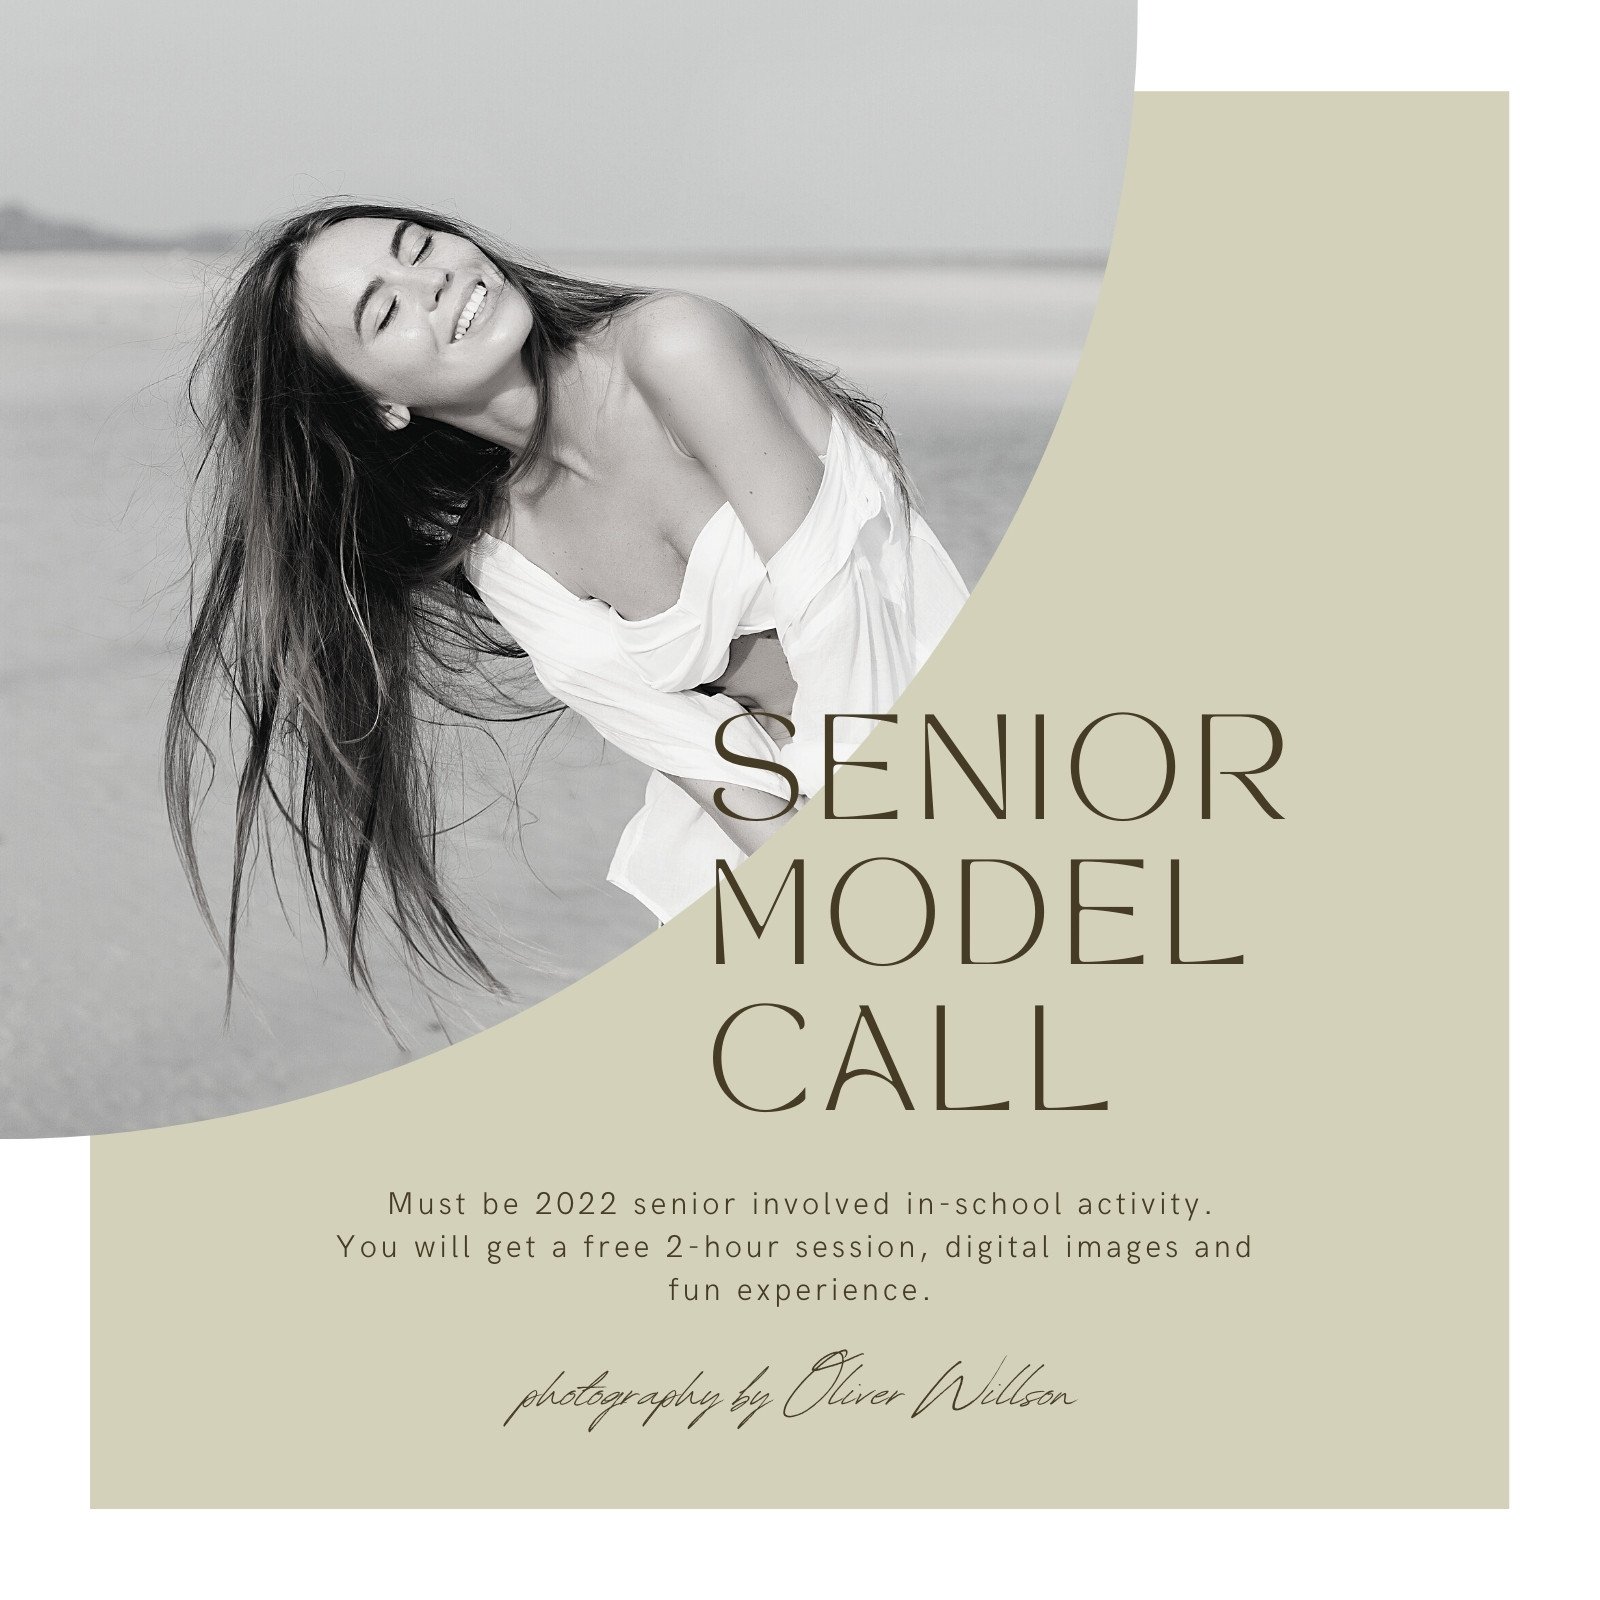 SENIOR
MODEL
CALL
Must be 2022 senior involved in-school activity.
You will get a free 2-hour session, digital images and
fun experience.
photography by Oliver Willson